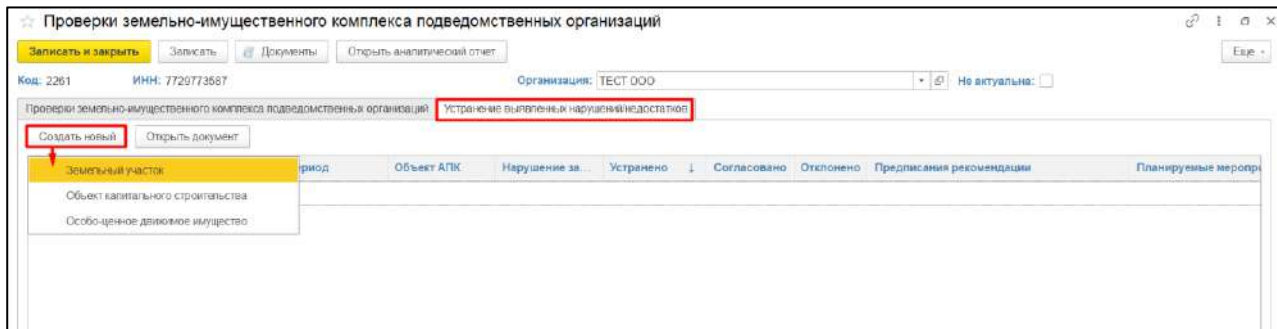 Проверки земельно-имущественного комплекса подведомственных организаций
Записать и закрыть Записать Документы Открыть аналитический отчет Еще
Код: 2261 ИНН: 7729773587 Организация: ТЕСТ ООО Не актуальна:
Проверки земельно-имущественного комплекса подведомственных организаций Устранение выявленных нарушений/недостатков
Создать новый Открыть документ
ериод Объект АПК Нарушение за... Устранено ↓ Согласовано Отклонено Предписания рекомендации Планируемые меропри
Земельный участок
Объект капитального строительства
Особо-ценное движимое имущество